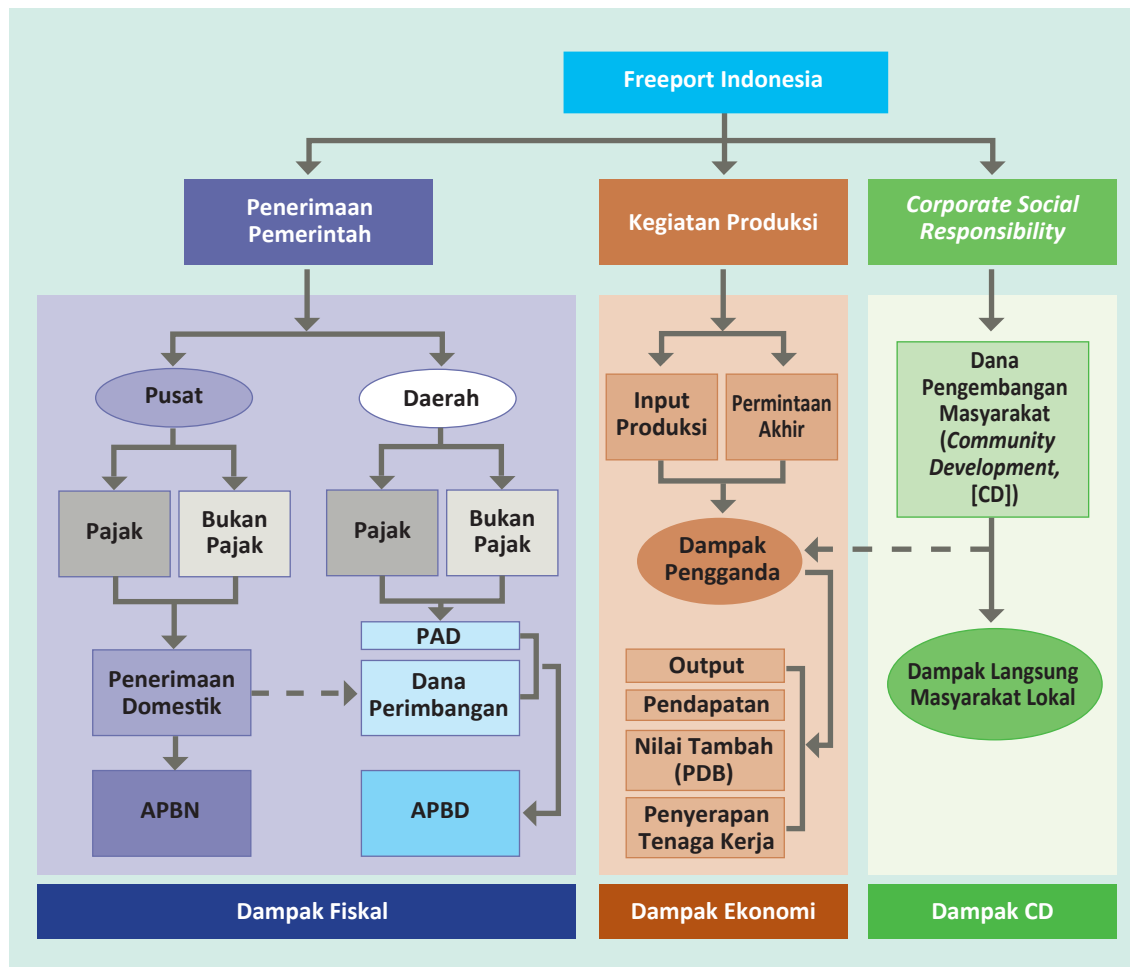 Freeport Indonesia
Penerimaan
Pemerintah
Kegiatan Produksi
Corporate Social
Responsibility
Pusat
Daerah
Pajak
Bukan
Pajak
Pajak
Bukan
Pajak
Penerimaan
Domestik
PAD
Dana
Perimbangan
APBN
APBD
Input
Produksi
Permintaan
Akhir
Dampak
Pengganda
Output
Pendapatan
Nilai Tambah
(PDB)
Penyerapan
Tenaga Kerja
Dana
Pengembangan
Masyarakat
(Community
Development,
[CD])
Dampak Langsung
Masyarakat Lokal
Dampak Fiskal
Dampak Ekonomi
Dampak CD